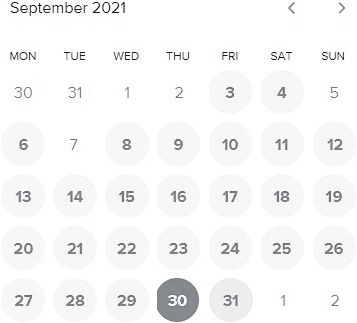 September 2021
MON TUE WED THU FRI SAT SUN
30 31 1 2 3 4 5
6 7 8 9 10 11 12
13 14 15 16 17 18 19
20 21 22 23 24 25 26
27 28 29 30 31 1 2